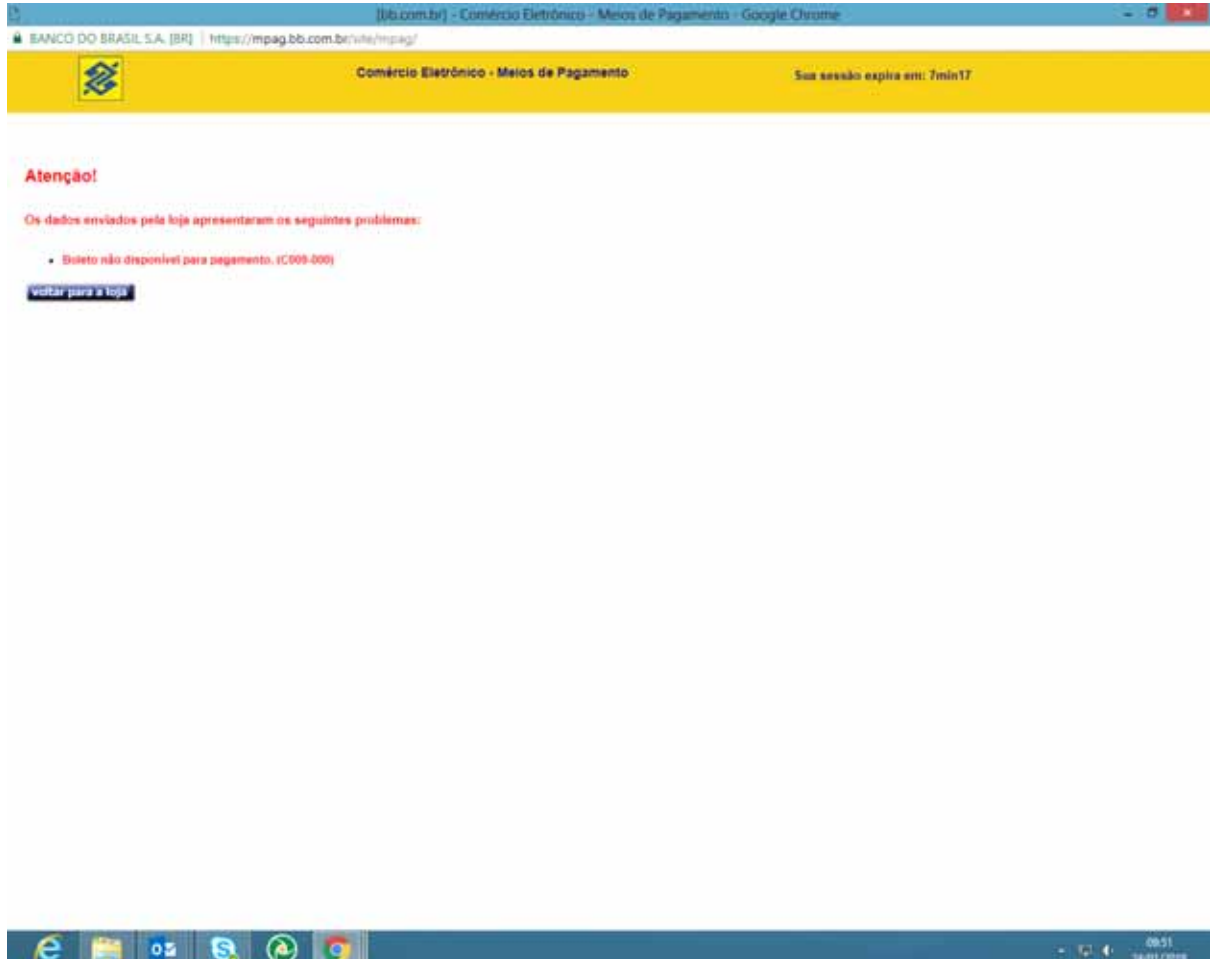 [bb.com.br] - Comércio Eletrônico - Meios de Pagamento - Google Chrome
BANCO DO BRASIL S.A. [BR] https://mpag.bb.com.br/site/mpag/
Comércio Eletrônico - Meios de Pagamento
Sua sessão expira em: 7min17
Atenção!
Os dados enviados pela loja apresentaram os seguintes problemas:
• Boleto não disponível para pagamento. (C009-000)
voltar para a loja
09:51